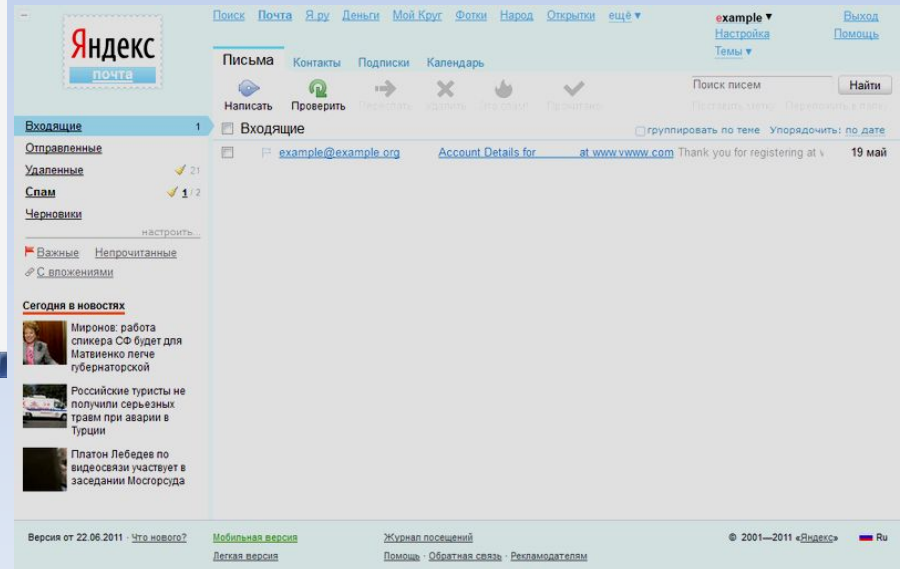 Яндекс
почта
Поиск Почта Я.ру Деньги Мой Круг Фотки Народ Открытки ещё ▼
example ▼ Выход
Настройка Помощь
Темы ▼
Письма Контакты Подписки Календарь
Написать Проверить Переслать Удалить Это спам!
Поиск писем Найти
Входящие 1
Отправленные
Удаленные 21
Спам 1 / 2
Черновики
настроить...
Важные Непрочитанные
С вложениями
Входящие группировать по теме Упорядочить: по дате
example@example.org Account Details for at www.vwww.com Thank you for registering at 19 май
Сегодня в новостях
Миронов: работа
спикера СФ будет для
Матвиенко легче
губернаторской
Российские туристы не
получили серьезных
травм при аварии в
Турции
Платон Лебедев по
видеосвязи участвует в
заседании Мосгорсуда
Версия от 22.06.2011 · Что нового? Мобильная версия Журнал посещений © 2001—2011 «Яндекс» Ru
Легкая версия Помощь · Обратная связь · Рекламодателям